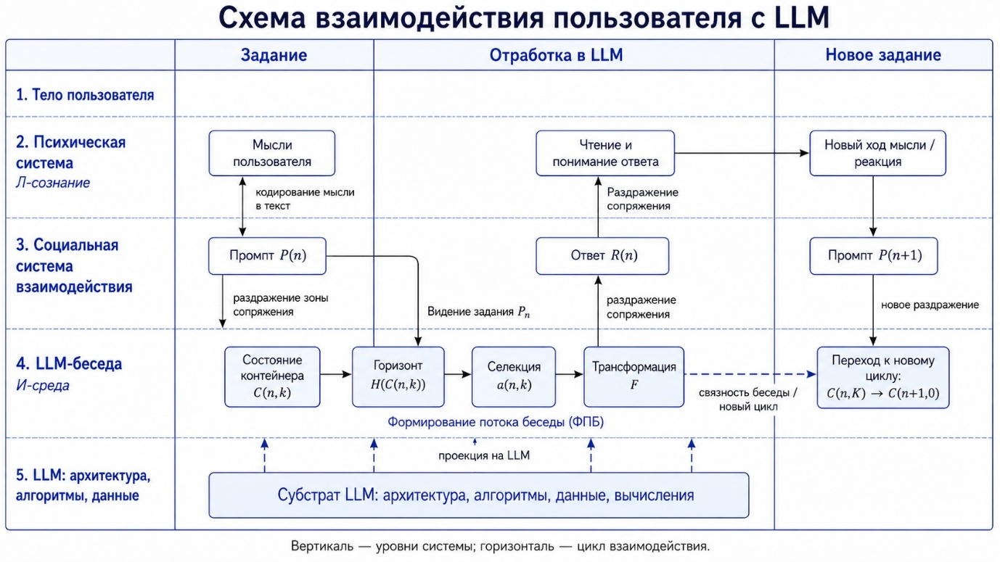 Схема взаимодействия пользователя с LLM
Задание
Отработка в LLM
Новое задание
1. Тело пользователя
2. Психическая
система
Л-сознание
Мысли
пользователя
Чтение и
понимание ответа
Новый ход мысли /
реакция
кодирование мысли
в текст
Раздражение
сопряжения
3. Социальная
система
взаимодействия
Промпт P(n)
Ответ R(n)
Промпт P(n+1)
раздражение зоны
сопряжения
Видение задания Pₙ
раздражение
сопряжения
новое раздражение
4. LLM-беседа
И-среда
Состояние
контейнера
C(n,k)
Горизонт
H(C(n,k))
Селекция
a(n,k)
Трансформация
F
связность беседы /
новый цикл
Переход к новому
циклу:
C(n,K) → C(n+1,0)
Формирование потока беседы (ФПБ)
проекция на LLM
5. LLM: архитектура,
алгоритмы, данные
Субстрат LLM: архитектура, алгоритмы, данные, вычисления
Вертикаль — уровни системы; горизонталь — цикл взаимодействия.